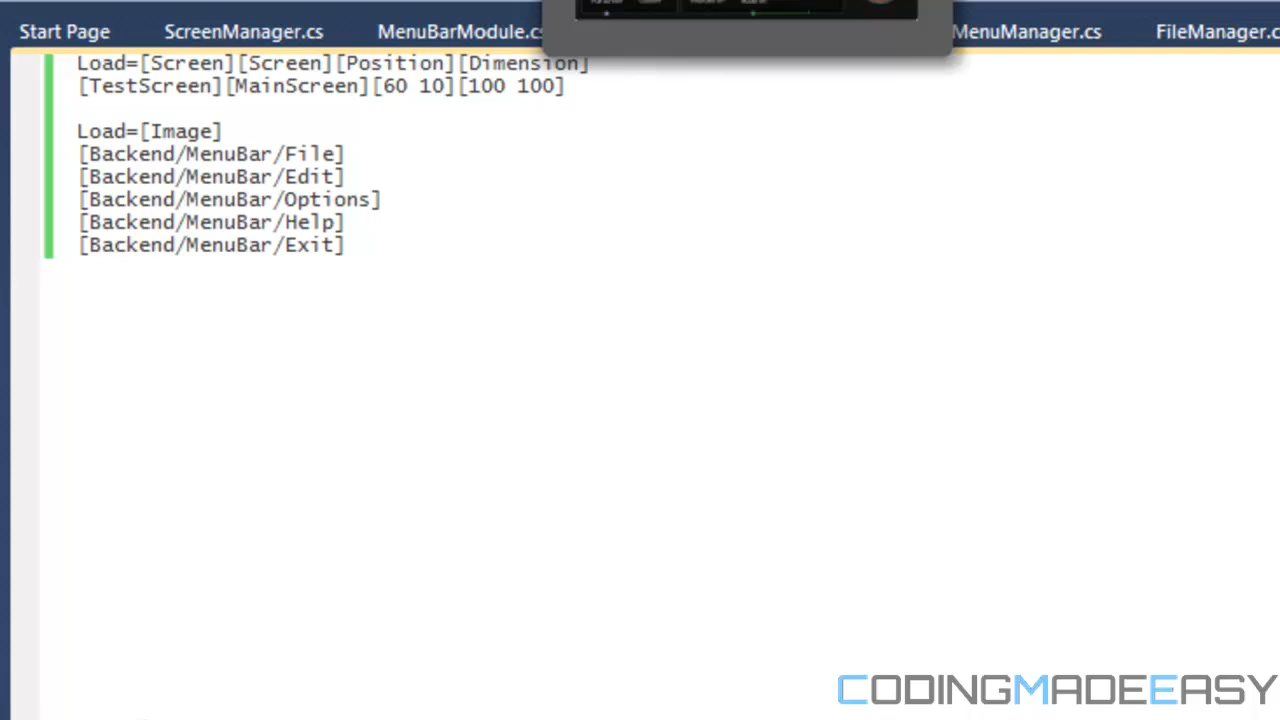 Start Page
ScreenManager.cs
MenuBarModule.cs
MenuManager.cs
FileManager.c
Load=[Screen][Screen][Position][Dimension]
[TestScreen][MainScreen][60 10][100 100]
Load=[Image]
[Backend/MenuBar/File]
[Backend/MenuBar/Edit]
[Backend/MenuBar/Options]
[Backend/MenuBar/Help]
[Backend/MenuBar/Exit]
CODINGMADEEASY